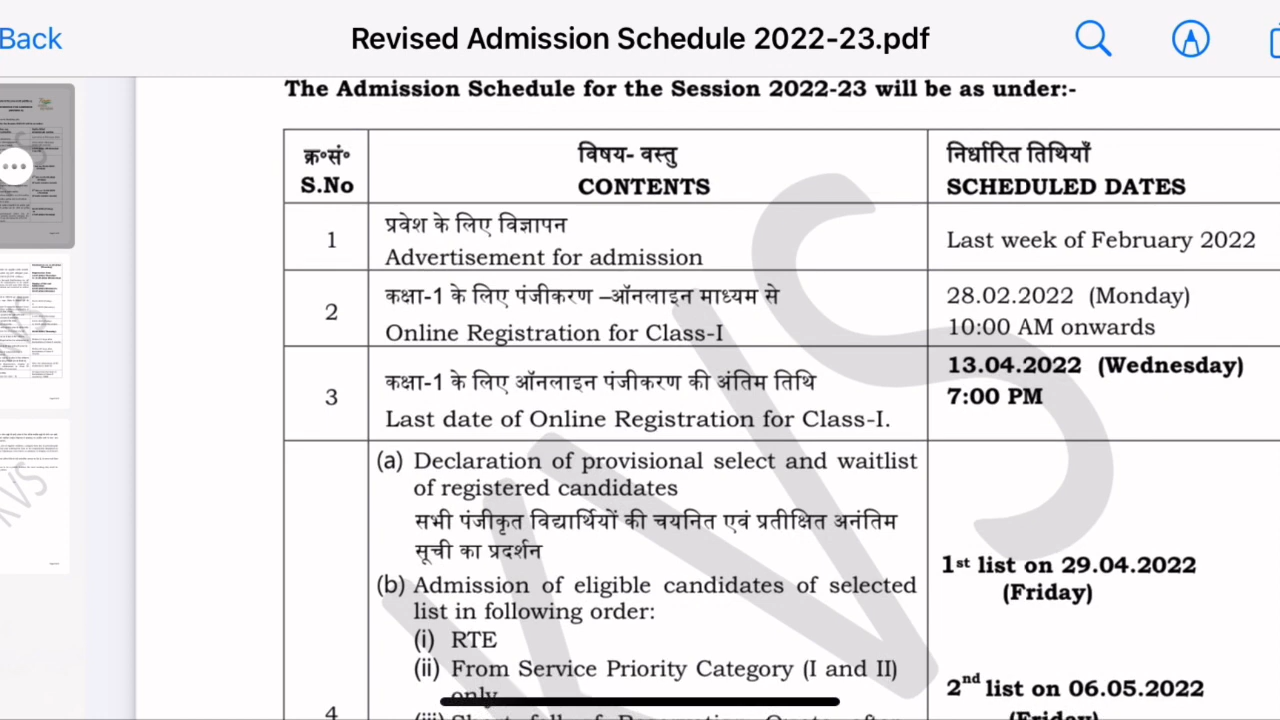 Back
Revised Admission Schedule 2022-23.pdf
The Admission Schedule for the Session 2022-23 will be as under:-
क्र॰सं॰
S.No
विषय- वस्तु
CONTENTS
निर्धारित तिथियाँ
SCHEDULED DATES
1
प्रवेश के लिए विज्ञापन
Advertisement for admission
Last week of February 2022
2
कक्षा-1 के लिए पंजीकरण –ऑनलाइन माध्यम से
Online Registration for Class-I
28.02.2022 (Monday)
10:00 AM onwards
3
कक्षा-1 के लिए ऑनलाइन पंजीकरण की अंतिम तिथि
Last date of Online Registration for Class-I.
13.04.2022 (Wednesday)
7:00 PM
4
(a) Declaration of provisional select and waitlist
of registered candidates
सभी पंजीकृत विद्यार्थियों की चयनित एवं प्रतीक्षित अनंतिम
सूची का प्रदर्शन
(b) Admission of eligible candidates of selected
list in following order:
(i) RTE
(ii) From Service Priority Category (I and II)
only
1st list on 29.04.2022
(Friday)
2nd list on 06.05.2022
(Friday)
KVS